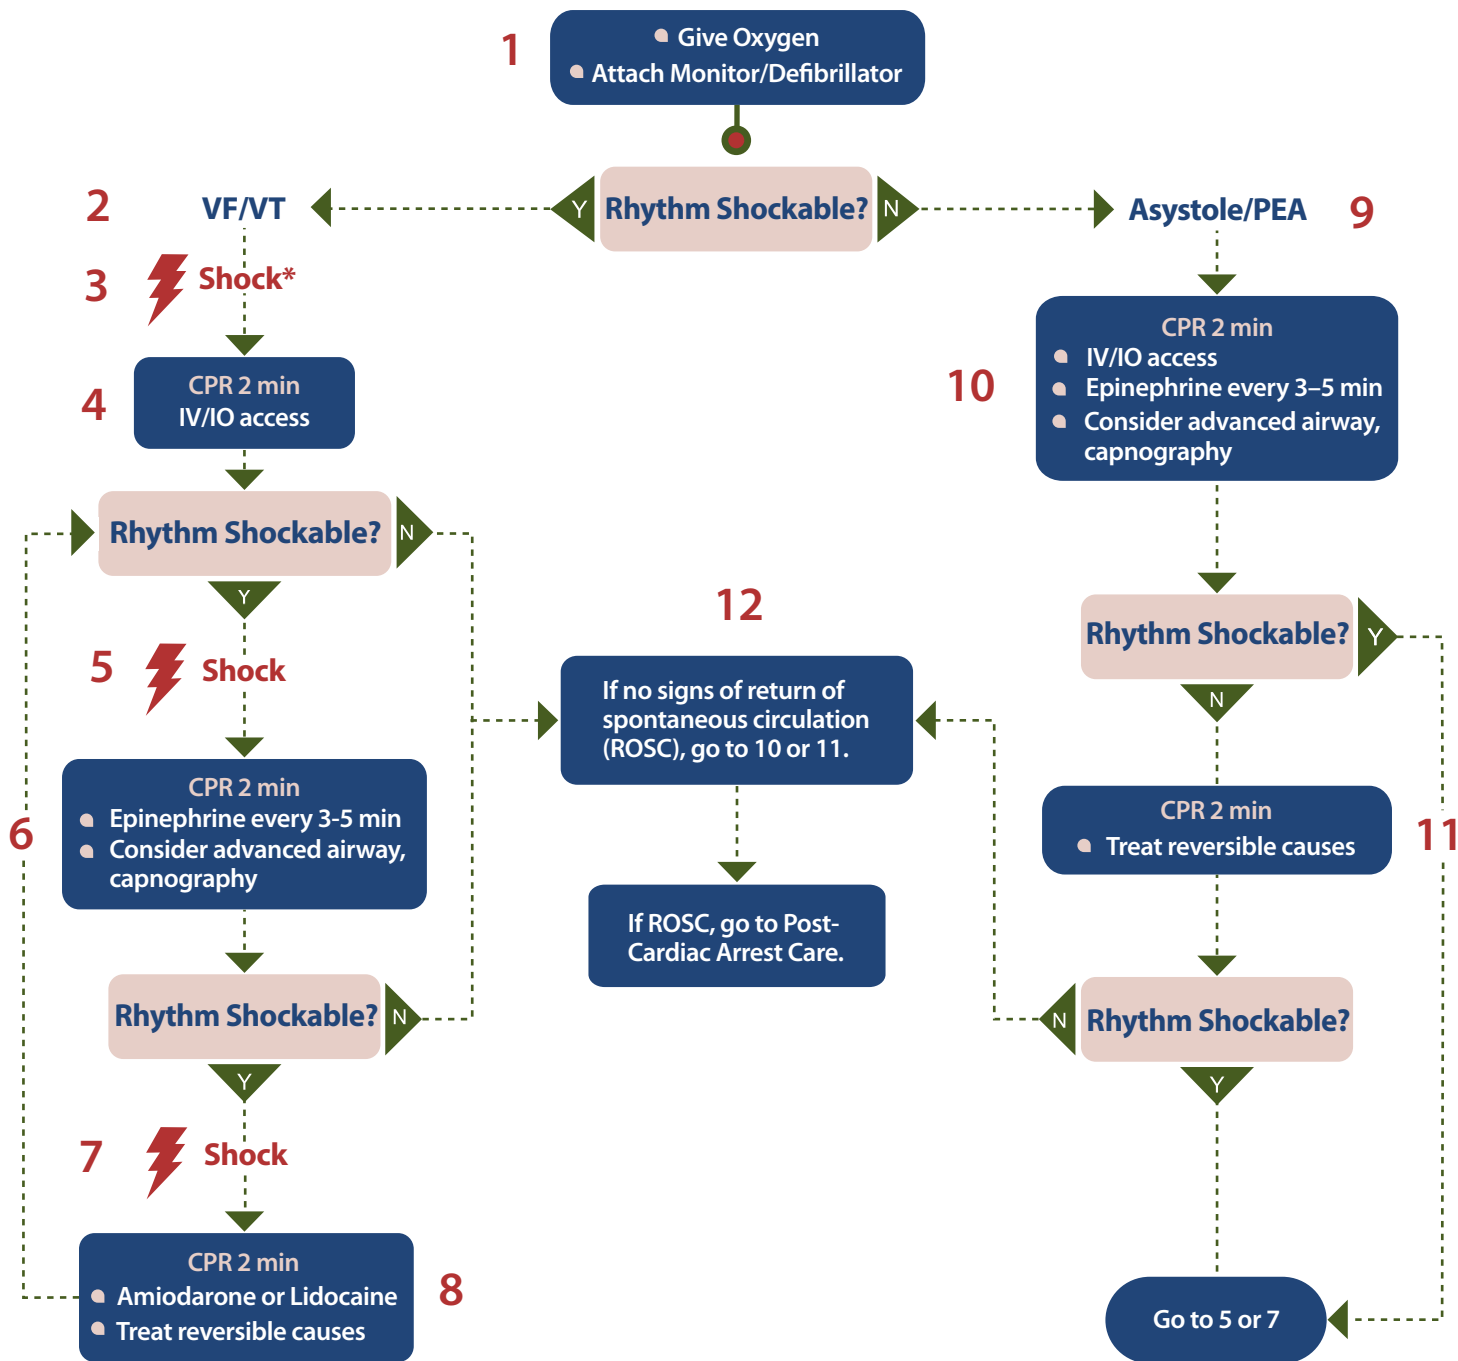 1
Give Oxygen
Attach Monitor/Defibrillator
Rhythm Shockable?
Y
N
2
VF/VT
3
Shock*
4
CPR 2 min
IV/IO access
Rhythm Shockable?
N
Y
5
Shock
6
CPR 2 min
Epinephrine every 3-5 min
Consider advanced airway,
capnography
Rhythm Shockable?
N
Y
7
Shock
CPR 2 min
Amiodarone or Lidocaine
Treat reversible causes
8
Asystole/PEA
9
10
CPR 2 min
IV/IO access
Epinephrine every 3–5 min
Consider advanced airway,
capnography
Rhythm Shockable?
Y
N
CPR 2 min
Treat reversible causes
11
Rhythm Shockable?
N
Y
Go to 5 or 7
12
If no signs of return of
spontaneous circulation
(ROSC), go to 10 or 11.
If ROSC, go to Post-
Cardiac Arrest Care.